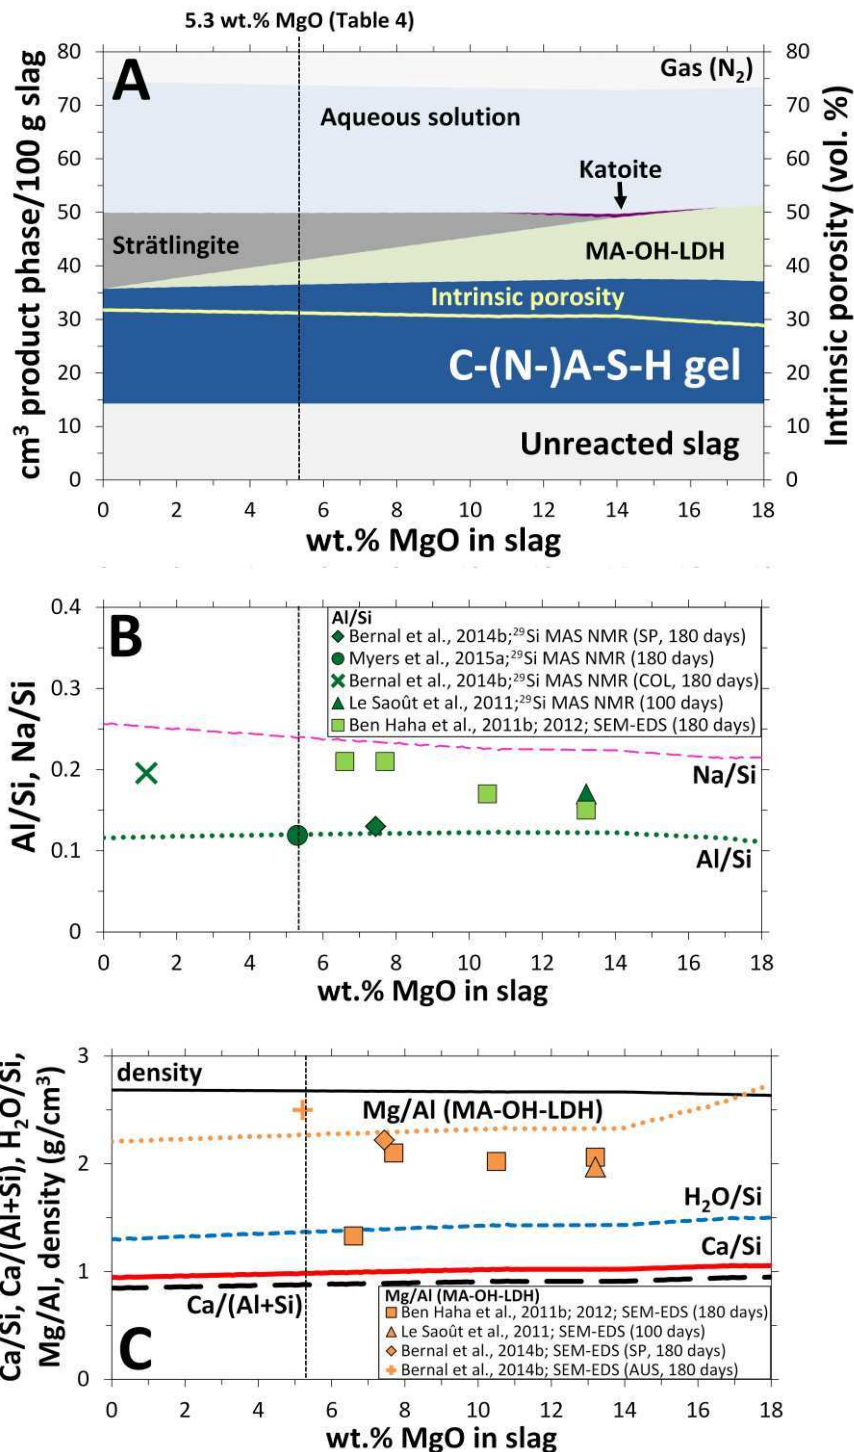 5.3 wt.% MgO (Table 4)
80
70
60
50
40
30
20
10
0
cm³ product phase/100 g slag
A
Gas (N₂)
Aqueous solution
Katoite
Strätlingite
MA-OH-LDH
Intrinsic porosity
C-(N-)A-S-H gel
Unreacted slag
80
70
60
50
40
30
20
10
0
Intrinsic porosity (vol. %)
0 2 4 6 8 10 12 14 16 18
wt.% MgO in slag
0.4
0.3
0.2
0.1
0
Al/Si, Na/Si
B
Al/Si
Bernal et al., 2014b;²⁹Si MAS NMR (SP, 180 days)
Myers et al., 2015a;²⁹Si MAS NMR (180 days)
Bernal et al., 2014b;²⁹Si MAS NMR (COL, 180 days)
Le Saoût et al., 2011;²⁹Si MAS NMR (100 days)
Ben Haha et al., 2011b; 2012; SEM-EDS (180 days)
Na/Si
Al/Si
0 2 4 6 8 10 12 14 16 18
wt.% MgO in slag
3
2
1
0
Ca/Si, Ca/(Al+Si), H₂O/Si,
Mg/Al, density (g/cm³)
density
Mg/Al (MA-OH-LDH)
H₂O/Si
Ca/Si
Ca/(Al+Si)
C
Mg/Al (MA-OH-LDH)
Ben Haha et al., 2011b; 2012; SEM-EDS (180 days)
Le Saoût et al., 2011; SEM-EDS (100 days)
Bernal et al., 2014b; SEM-EDS (SP, 180 days)
Bernal et al., 2014b; SEM-EDS (AUS, 180 days)
0 2 4 6 8 10 12 14 16 18
wt.% MgO in slag